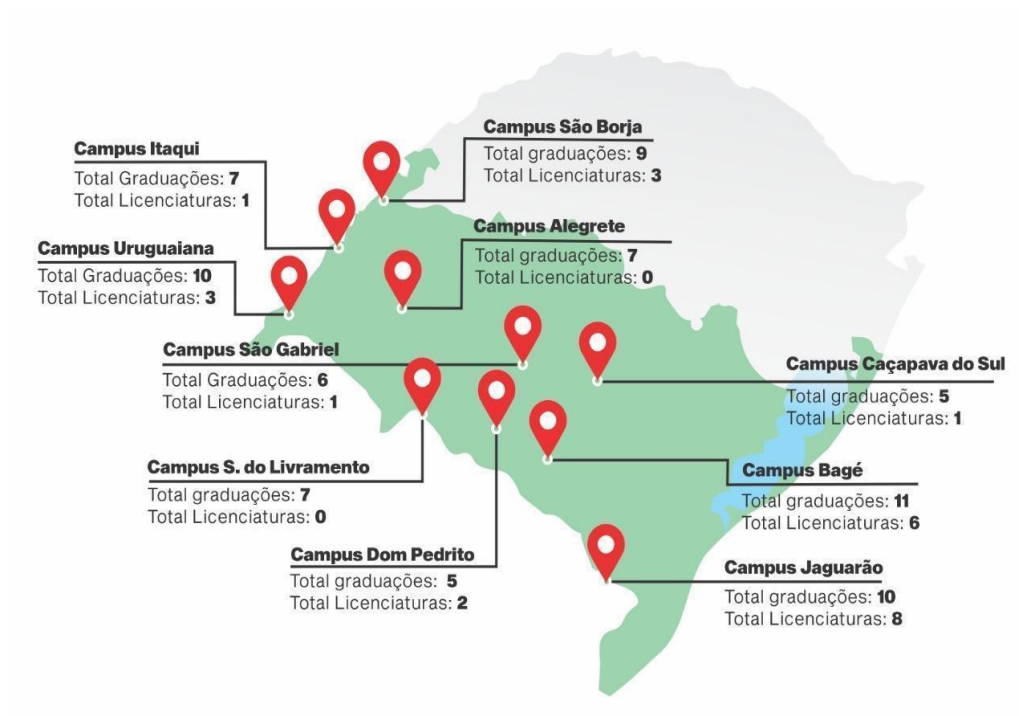 Campus São Borja
Total graduações: 9
Total Licenciaturas: 3
Campus Itaqui
Total Graduações: 7
Total Licenciaturas: 1
Campus Alegrete
Total graduações: 7
Total Licenciaturas: 0
Campus Uruguaiana
Total Graduações: 10
Total Licenciaturas: 3
Campus São Gabriel
Total Graduações: 6
Total Licenciaturas: 1
Campus Caçapava do Sul
Total graduações: 5
Total Licenciaturas: 1
Campus S. do Livramento
Total graduações: 7
Total Licenciaturas: 0
Campus Bagé
Total graduações: 11
Total Licenciaturas: 6
Campus Dom Pedrito
Total graduações: 5
Total Licenciaturas: 2
Campus Jaguarão
Total graduações: 10
Total Licenciaturas: 8